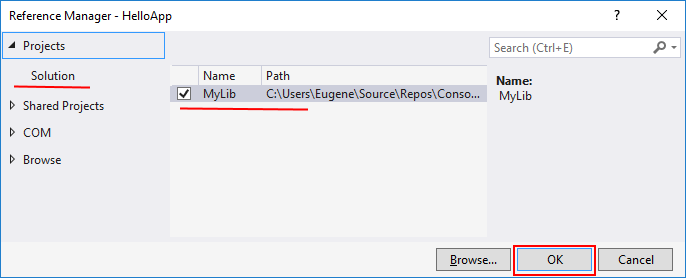 Reference Manager - HelloApp
? ×
Projects
Solution
Shared Projects
COM
Browse
Name Path
MyLib C:\Users\Eugene\Source\Repos\Conso...
Search (Ctrl+E)
Name:
MyLib
Browse... OK Cancel